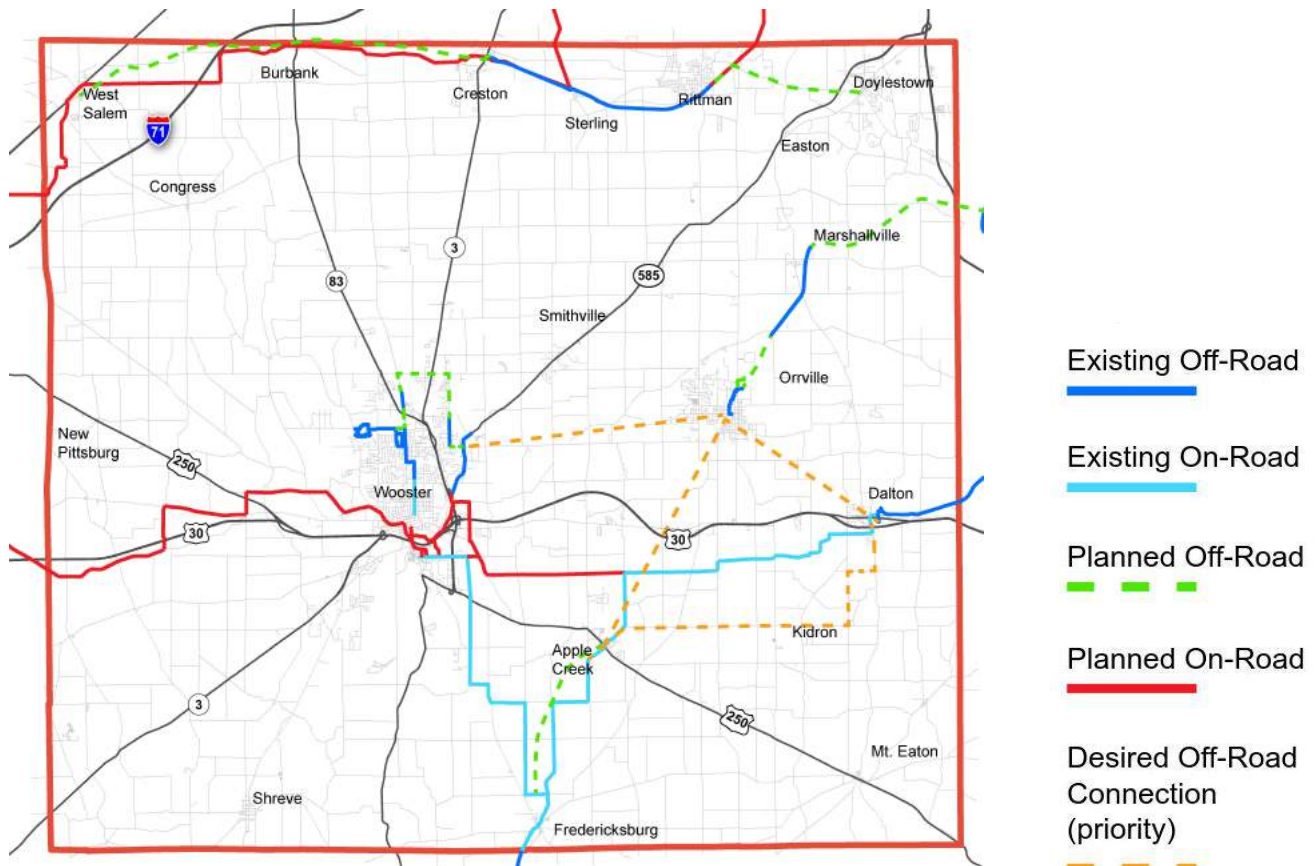 Burbank
West
Salem
Creston
Rittman
Doylestown
Sterling
71
Easton
Congress
Marshallville
3
83
585
Smithville
Orrville
New
Pittsburg
250
Wooster
Dalton
30
30
Apple
Creek
Kidron
3
250
Mt. Eaton
Shreve
Fredericksburg
Existing Off-Road
Existing On-Road
Planned Off-Road
Planned On-Road
Desired Off-Road
Connection
(priority)